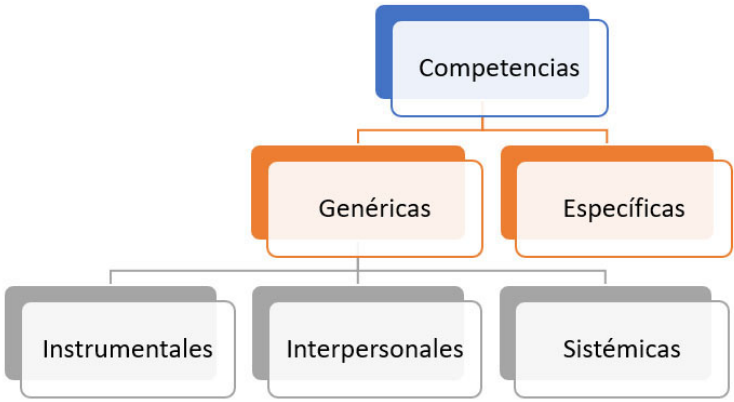 Competencias
Genéricas
Específicas
Instrumentales
Interpersonales
Sistémicas